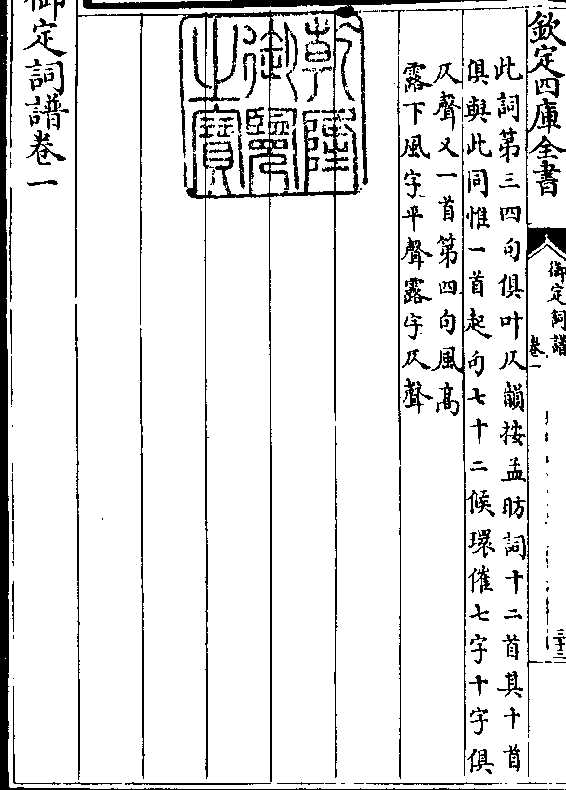 欽定四庫全書
御定詞譜
卷一
三十二
此詞第三四句俱叶仄韻按孟昉詞十二首其十首
俱與此同惟一首起句七十二候環催七字十字俱
仄聲又一首第四句風高
露下風字平聲露字仄聲
乾隆
御覽
之寶
御定詞譜卷一